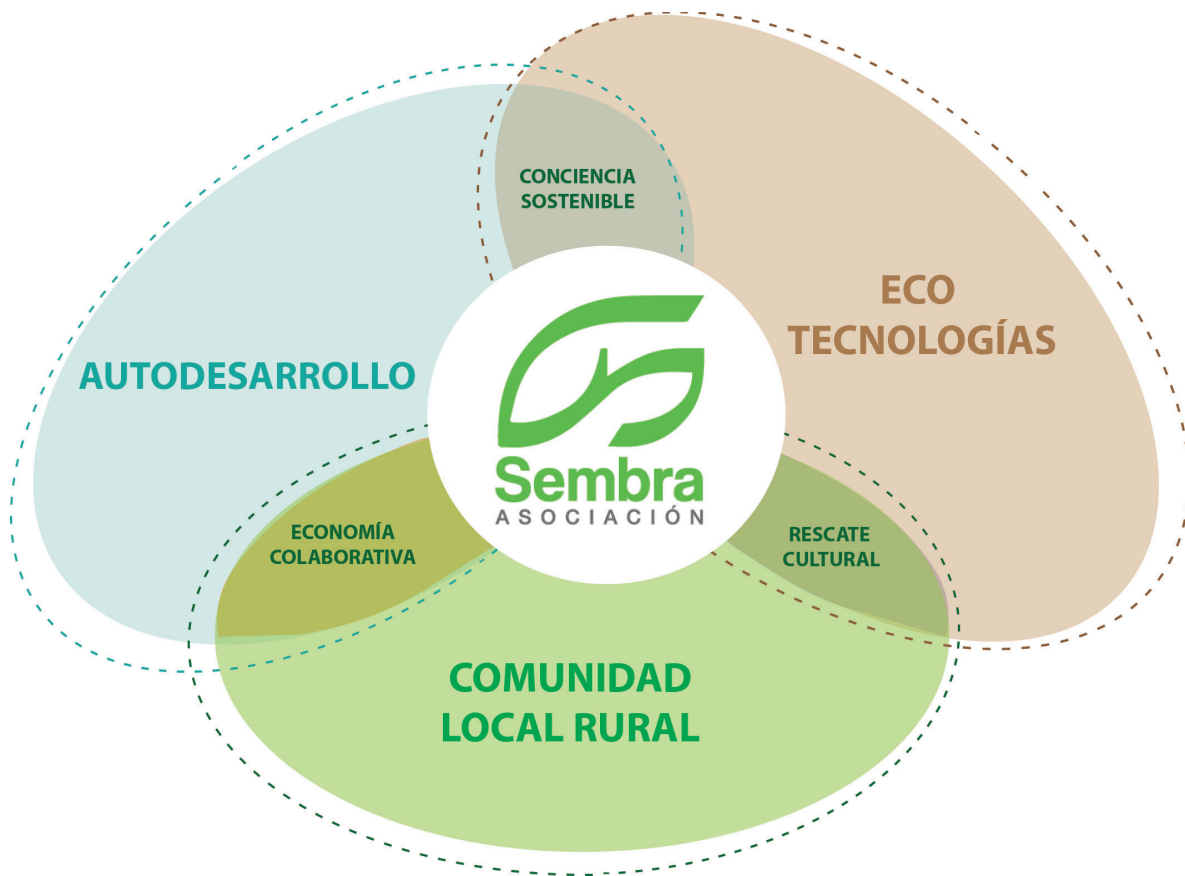 CONCIENCIA
SOSTENIBLE
ECO
TECNOLOGÍAS
AUTODESARROLLO
Sembra
ASOCIACIÓN
ECONOMÍA
COLABORATIVA
RESCATE
CULTURAL
COMUNIDAD
LOCAL RURAL